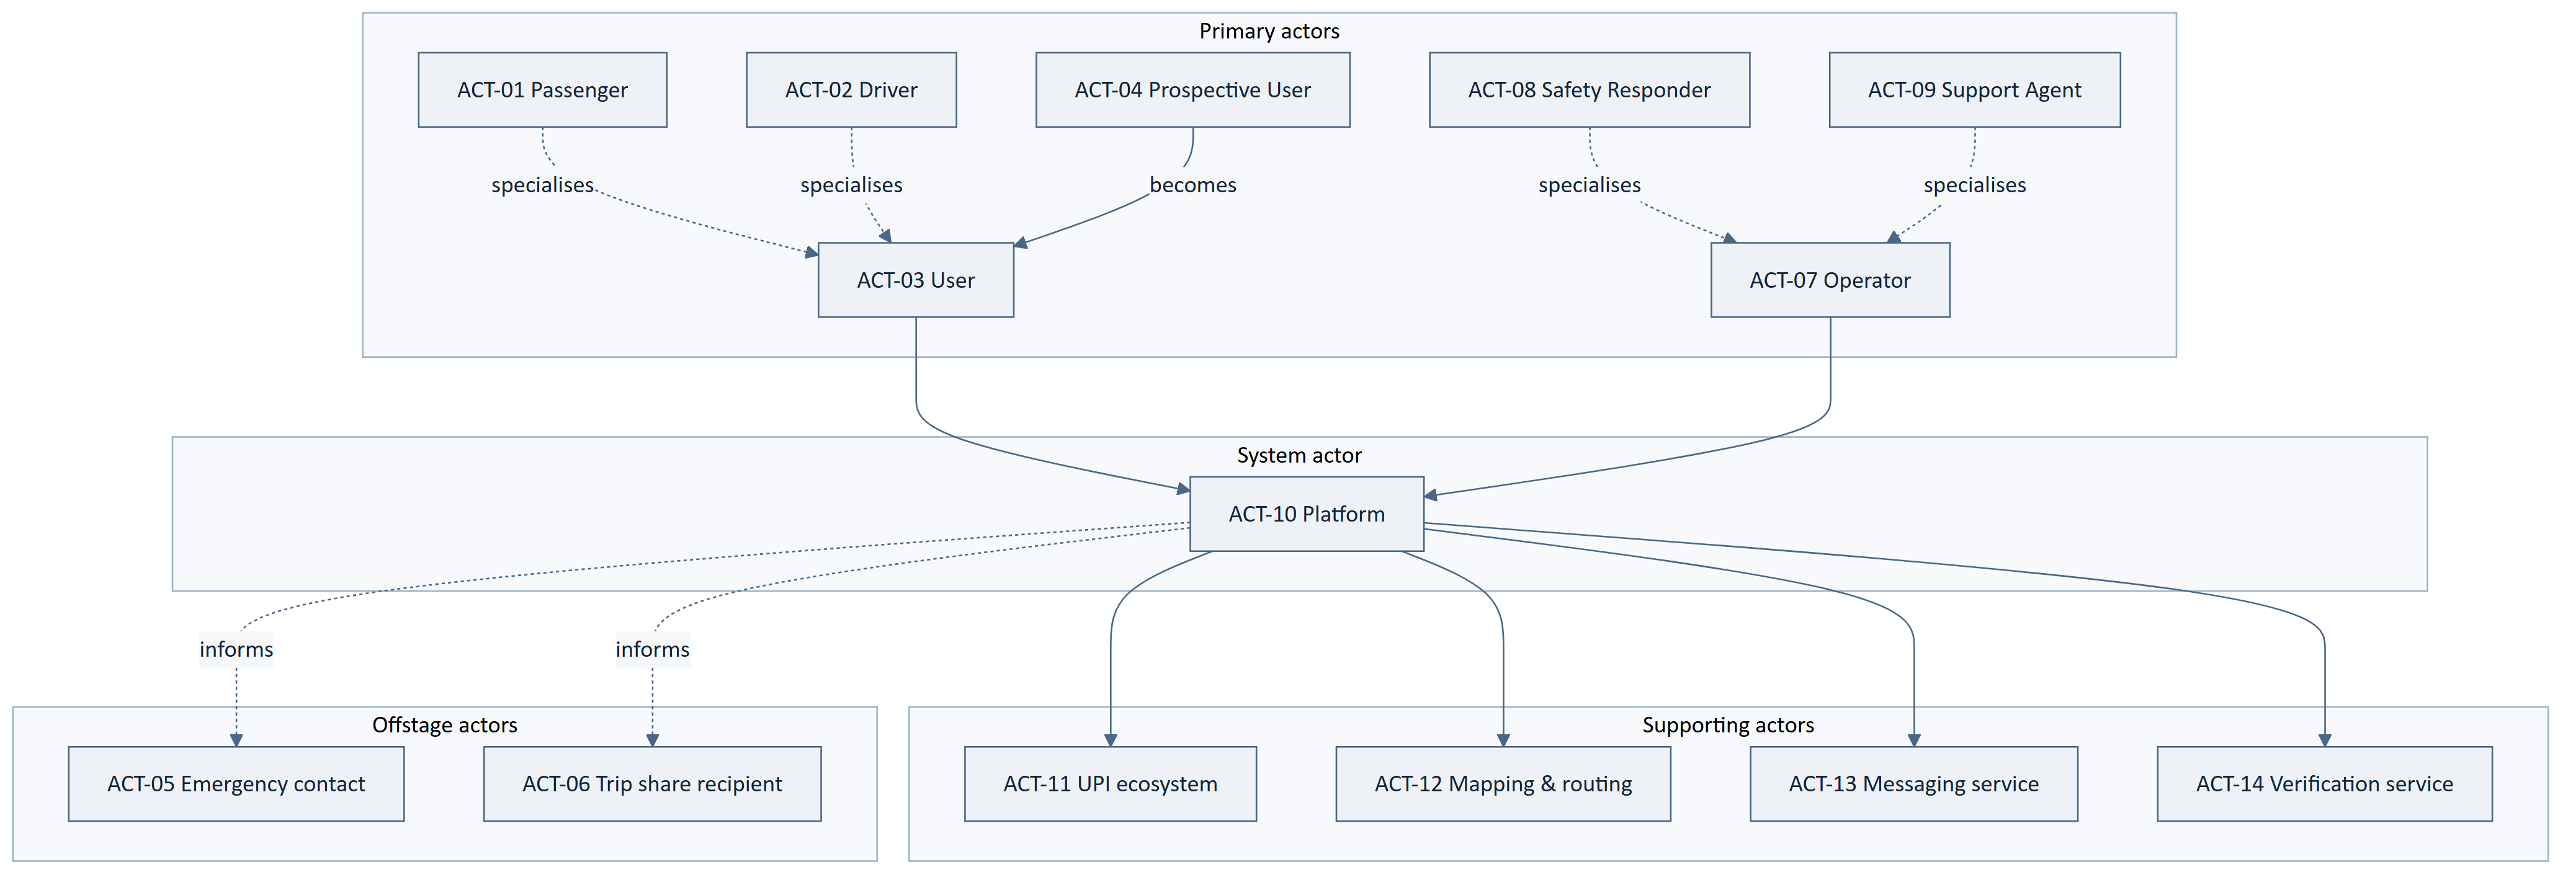 Primary actors
ACT-01 Passenger
ACT-02 Driver
ACT-04 Prospective User
ACT-08 Safety Responder
ACT-09 Support Agent
specialises
specialises
becomes
specialises
specialises
ACT-03 User
ACT-07 Operator
System actor
ACT-10 Platform
informs
informs
Offstage actors
Supporting actors
ACT-05 Emergency contact
ACT-06 Trip share recipient
ACT-11 UPI ecosystem
ACT-12 Mapping & routing
ACT-13 Messaging service
ACT-14 Verification service